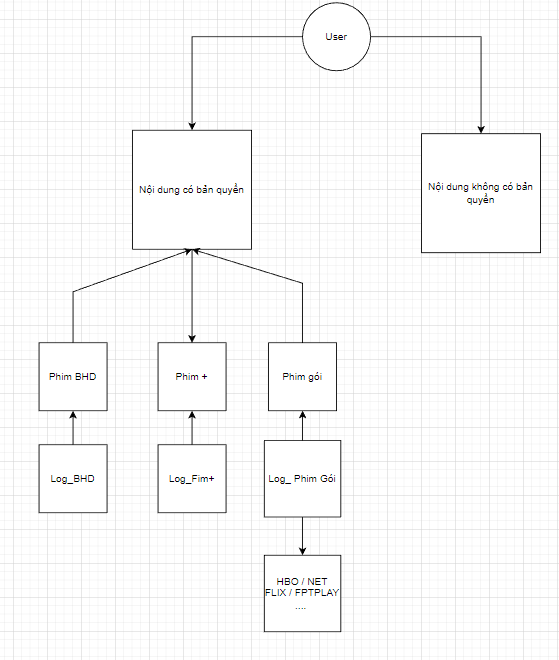 User
Nội dung có bản quyền
Nội dung không có bản
quyền
Phim BHD
Phim +
Phim gói
Log_BHD
Log_Fim+
Log_ Phim Gói
HBO / NET
FLIX / FPTPLAY
....